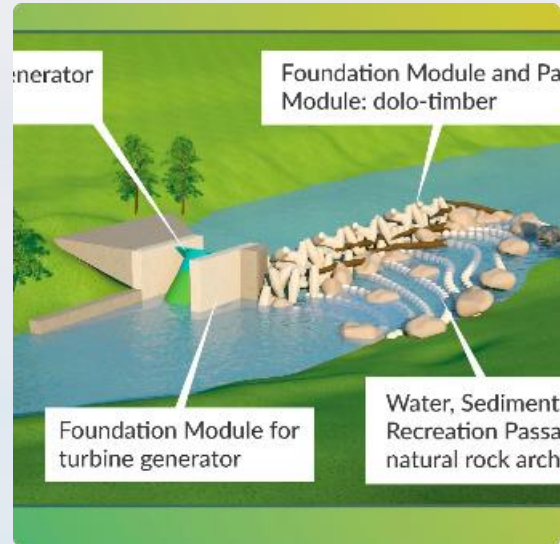 enerator
Foundation Module and Pa
Module: dolo-timber
Foundation Module for
turbine generator
Water, Sediment
Recreation Passa
natural rock arch